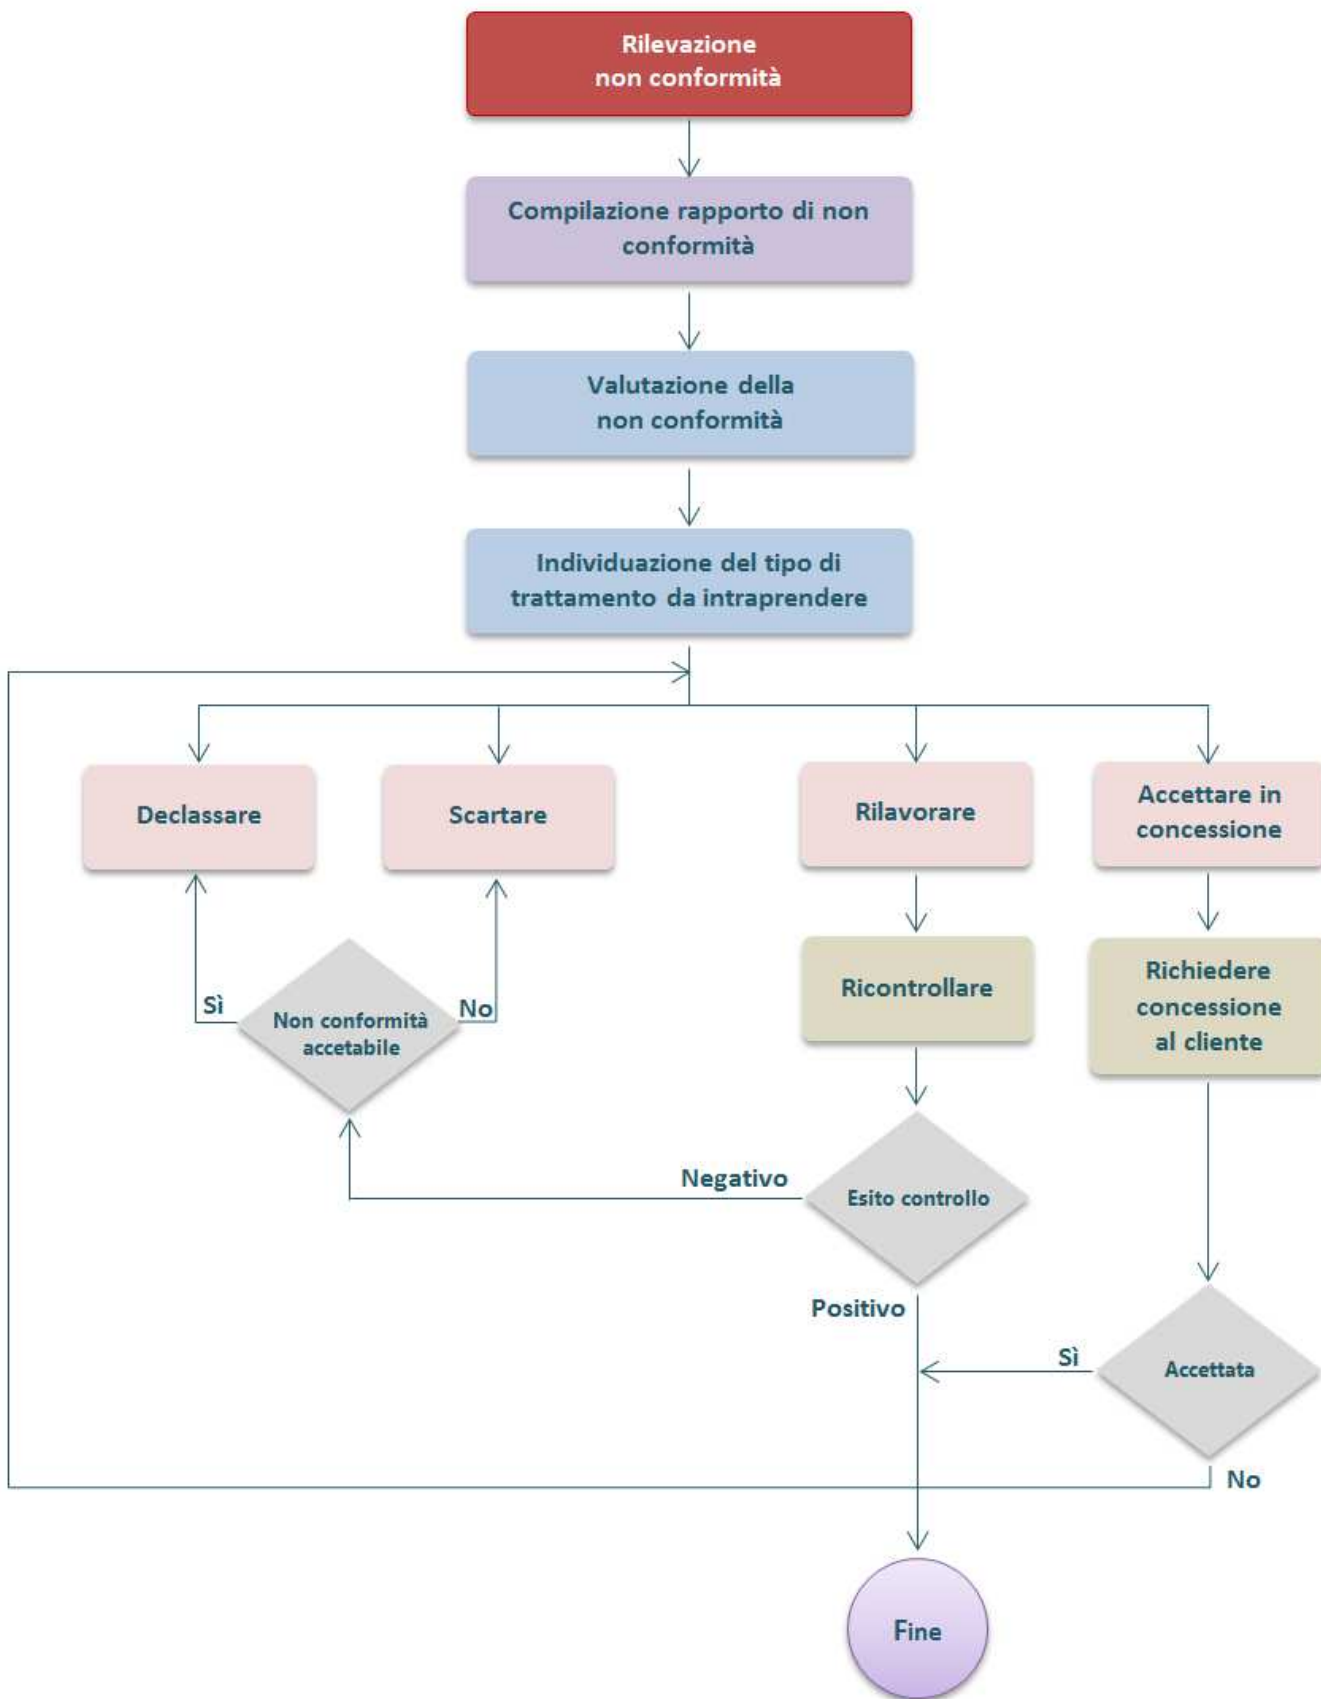 Rilevazione
non conformità
Compilazione rapporto di non
conformità
Valutazione della
non conformità
Individuazione del tipo di
trattamento da intraprendere
Declassare
Scartare
Rilavorare
Accettare in
concessione
Ricontrollare
Richiedere
concessione
al cliente
Sì
No
Non conformità
accetabile
Negativo
Esito controllo
Positivo
Sì
Accettata
No
Fine